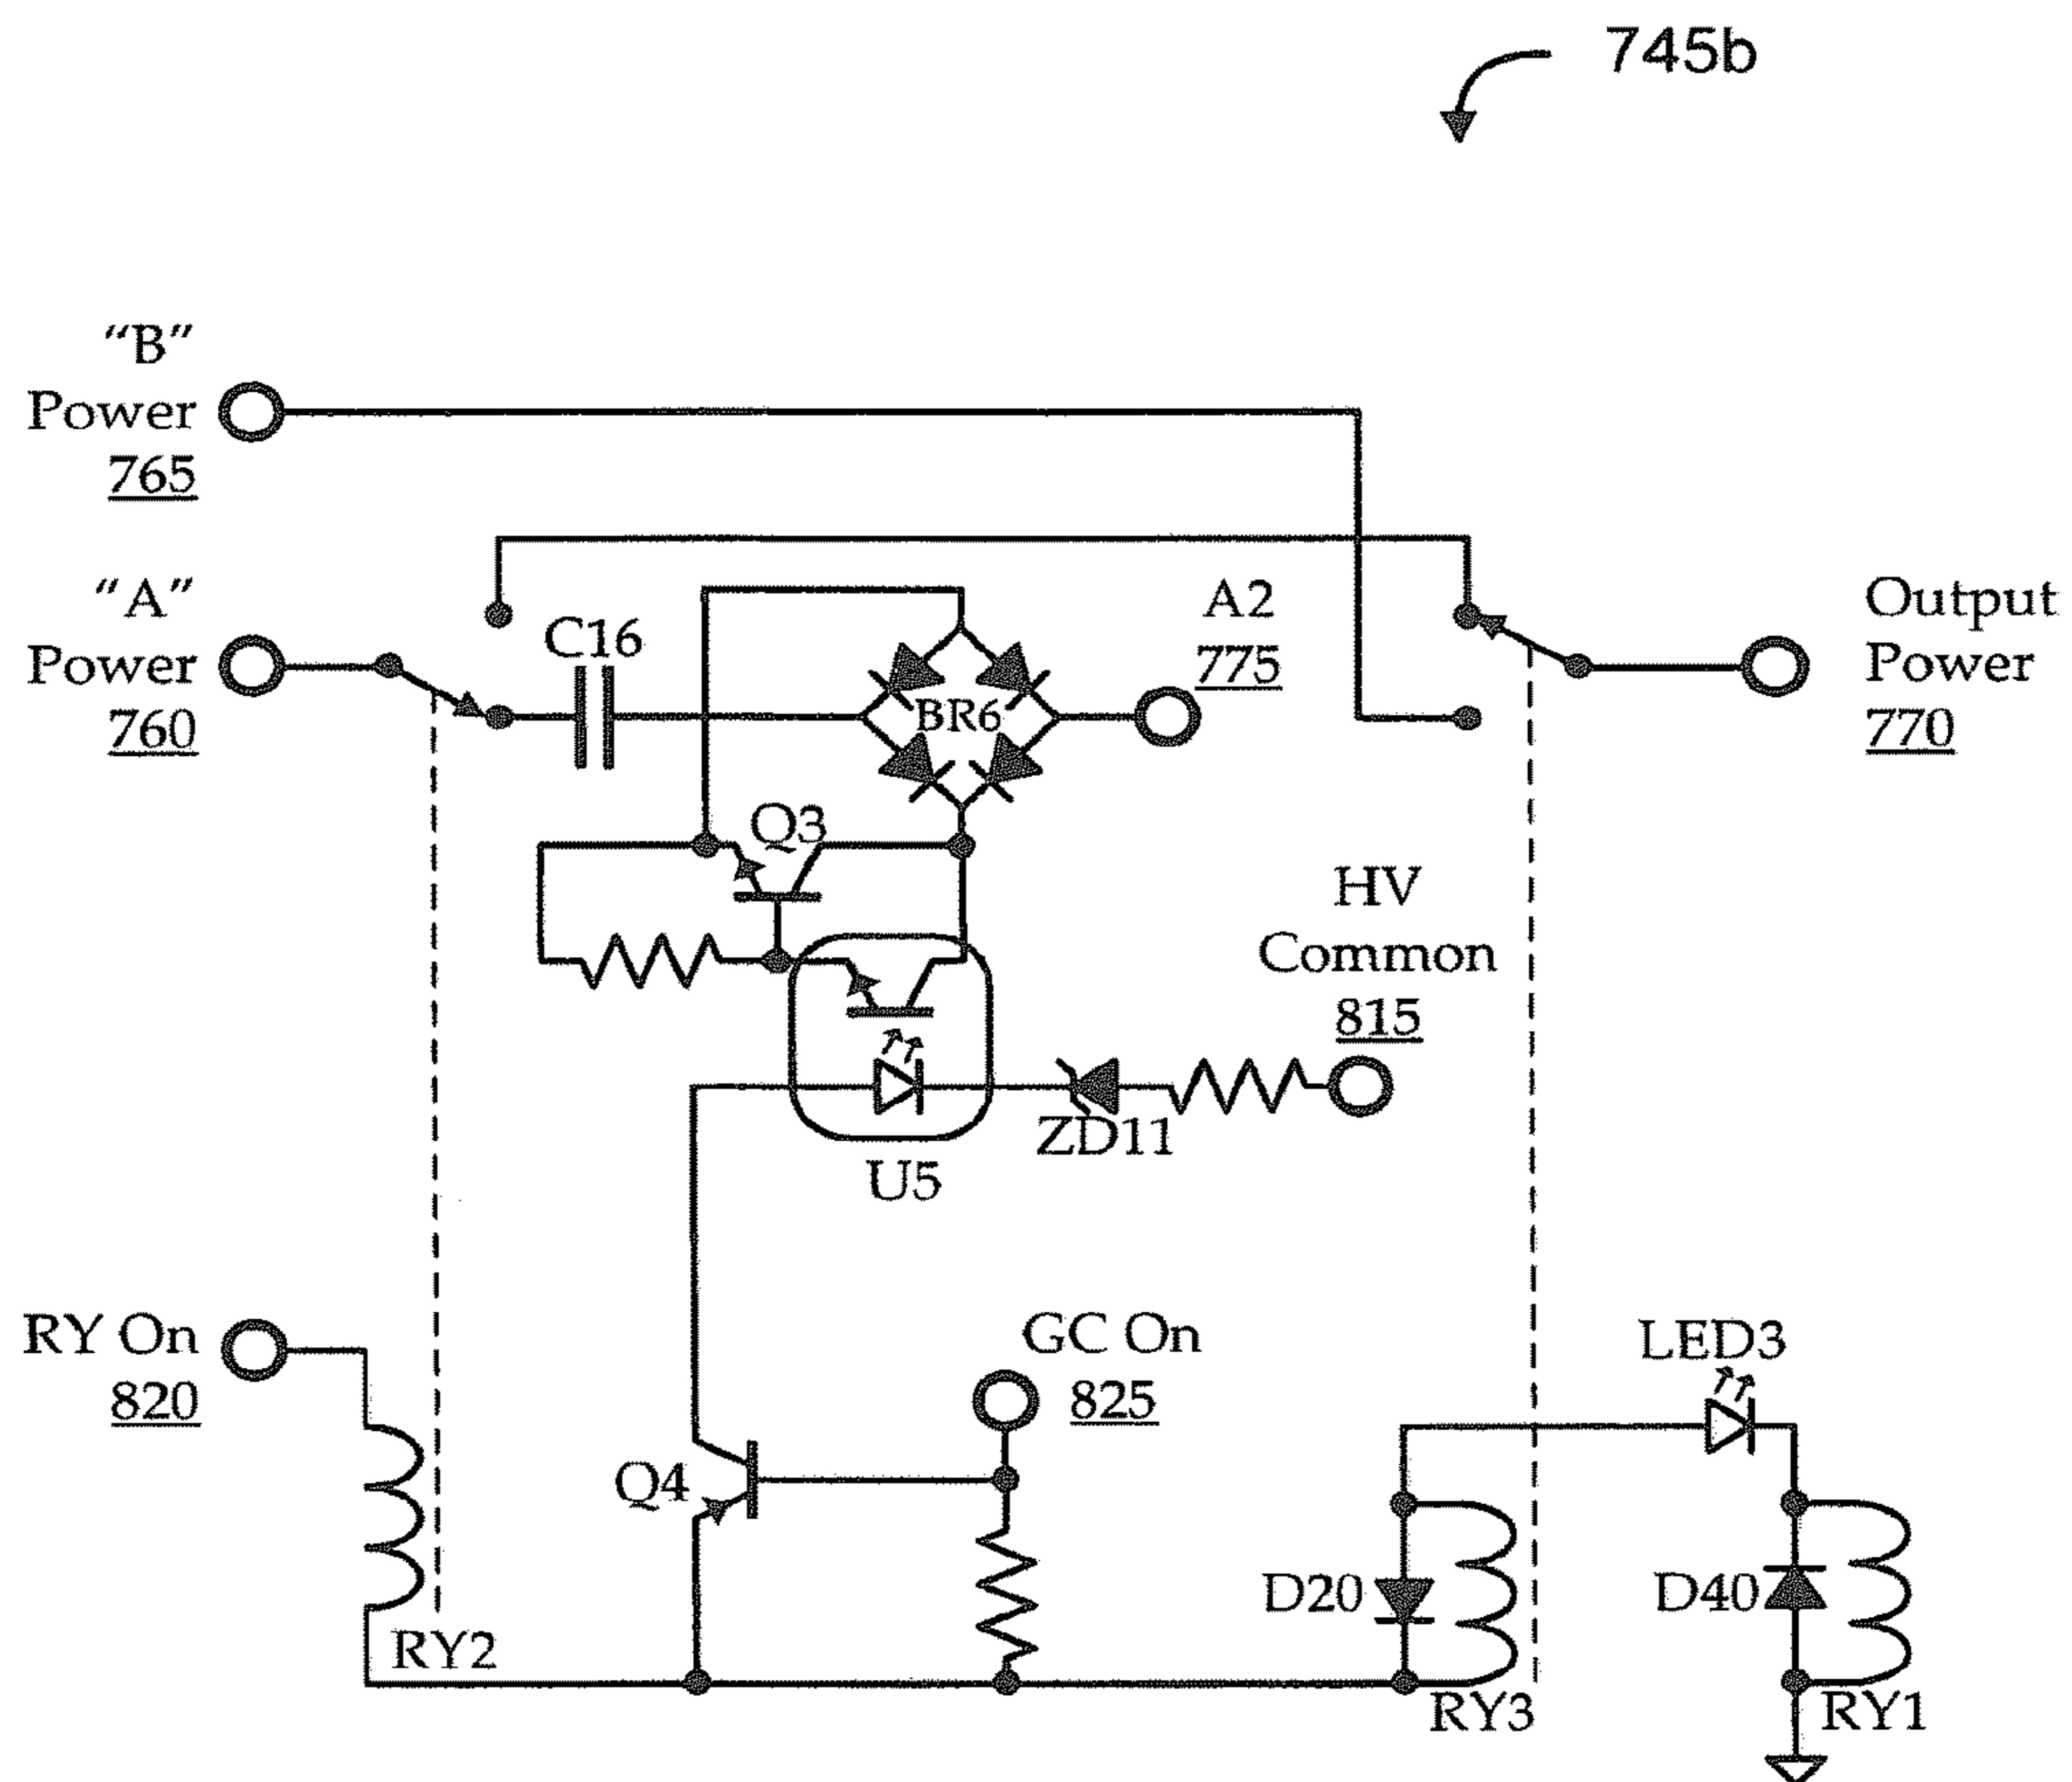 745b
“B”
Power
765
“A”
Power
760
C16
BR6
A2
775
Output
Power
770
Q3
HV
Common
815
ZD11
U5
RY On
820
GC On
825
LED3
Q4
D20
D40
RY2
RY3
RY1